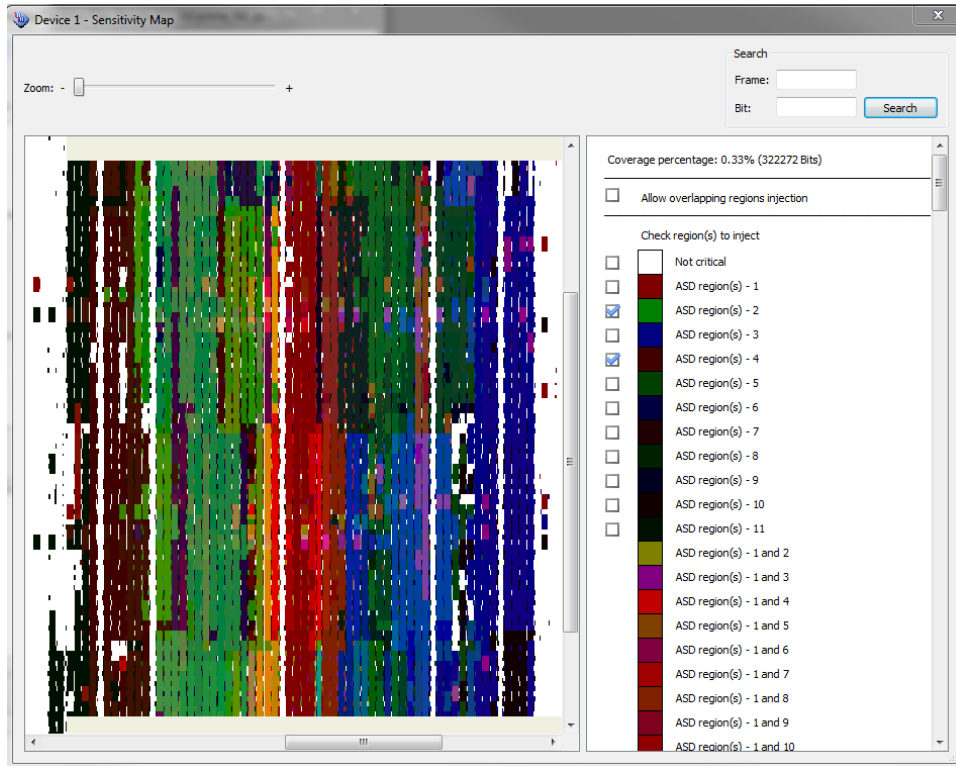 Device 1 - Sensitivity Map
Search
Zoom: - +
Frame:
Bit:
Search
Coverage percentage: 0.33% (322272 Bits)
Allow overlapping regions injection
Check region(s) to inject
Not critical
ASD region(s) - 1
ASD region(s) - 2
ASD region(s) - 3
ASD region(s) - 4
ASD region(s) - 5
ASD region(s) - 6
ASD region(s) - 7
ASD region(s) - 8
ASD region(s) - 9
ASD region(s) - 10
ASD region(s) - 11
ASD region(s) - 1 and 2
ASD region(s) - 1 and 3
ASD region(s) - 1 and 4
ASD region(s) - 1 and 5
ASD region(s) - 1 and 6
ASD region(s) - 1 and 7
ASD region(s) - 1 and 8
ASD region(s) - 1 and 9
ASD region(s) - 1 and 10